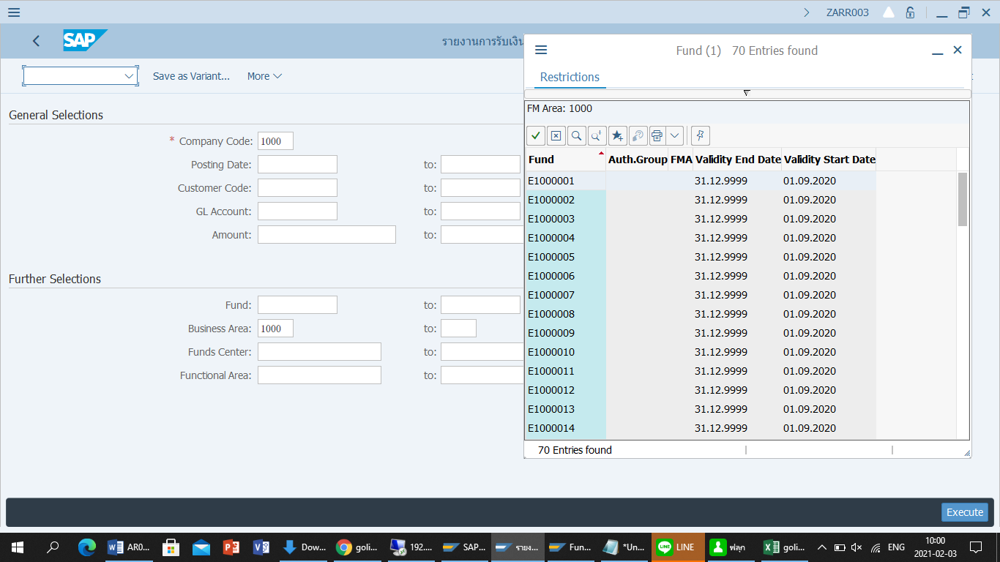 ZARR003
SAP
รายงานการรับเงิน
Save as Variant... More
General Selections
* Company Code: 1000
Posting Date: to:
Customer Code: to:
GL Account: to:
Amount: to:
Further Selections
Fund: to:
Business Area: 1000 to:
Funds Center: to:
Functional Area: to:
Fund (1) 70 Entries found
Restrictions
FM Area: 1000
Fund Auth.Group FMA Validity End Date Validity Start Date
E1000001 31.12.9999 01.09.2020
E1000002 31.12.9999 01.09.2020
E1000003 31.12.9999 01.09.2020
E1000004 31.12.9999 01.09.2020
E1000005 31.12.9999 01.09.2020
E1000006 31.12.9999 01.09.2020
E1000007 31.12.9999 01.09.2020
E1000008 31.12.9999 01.09.2020
E1000009 31.12.9999 01.09.2020
E1000010 31.12.9999 01.09.2020
E1000011 31.12.9999 01.09.2020
E1000012 31.12.9999 01.09.2020
E1000013 31.12.9999 01.09.2020
E1000014 31.12.9999 01.09.2020
70 Entries found
Execute
AR0... Dow... goli... 192.... SAP... รายง... Fun... *Un... LINE ฟลุก goli... ENG 10:00
2021-02-03